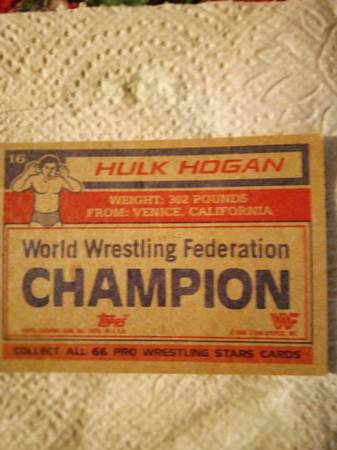 16
HULK HOGAN
WEIGHT: 302 POUNDS
FROM: VENICE, CALIFORNIA
World Wrestling Federation
CHAMPION
TOPPS
WF
COLLECT ALL 66 PRO WRESTLING STARS CARDS